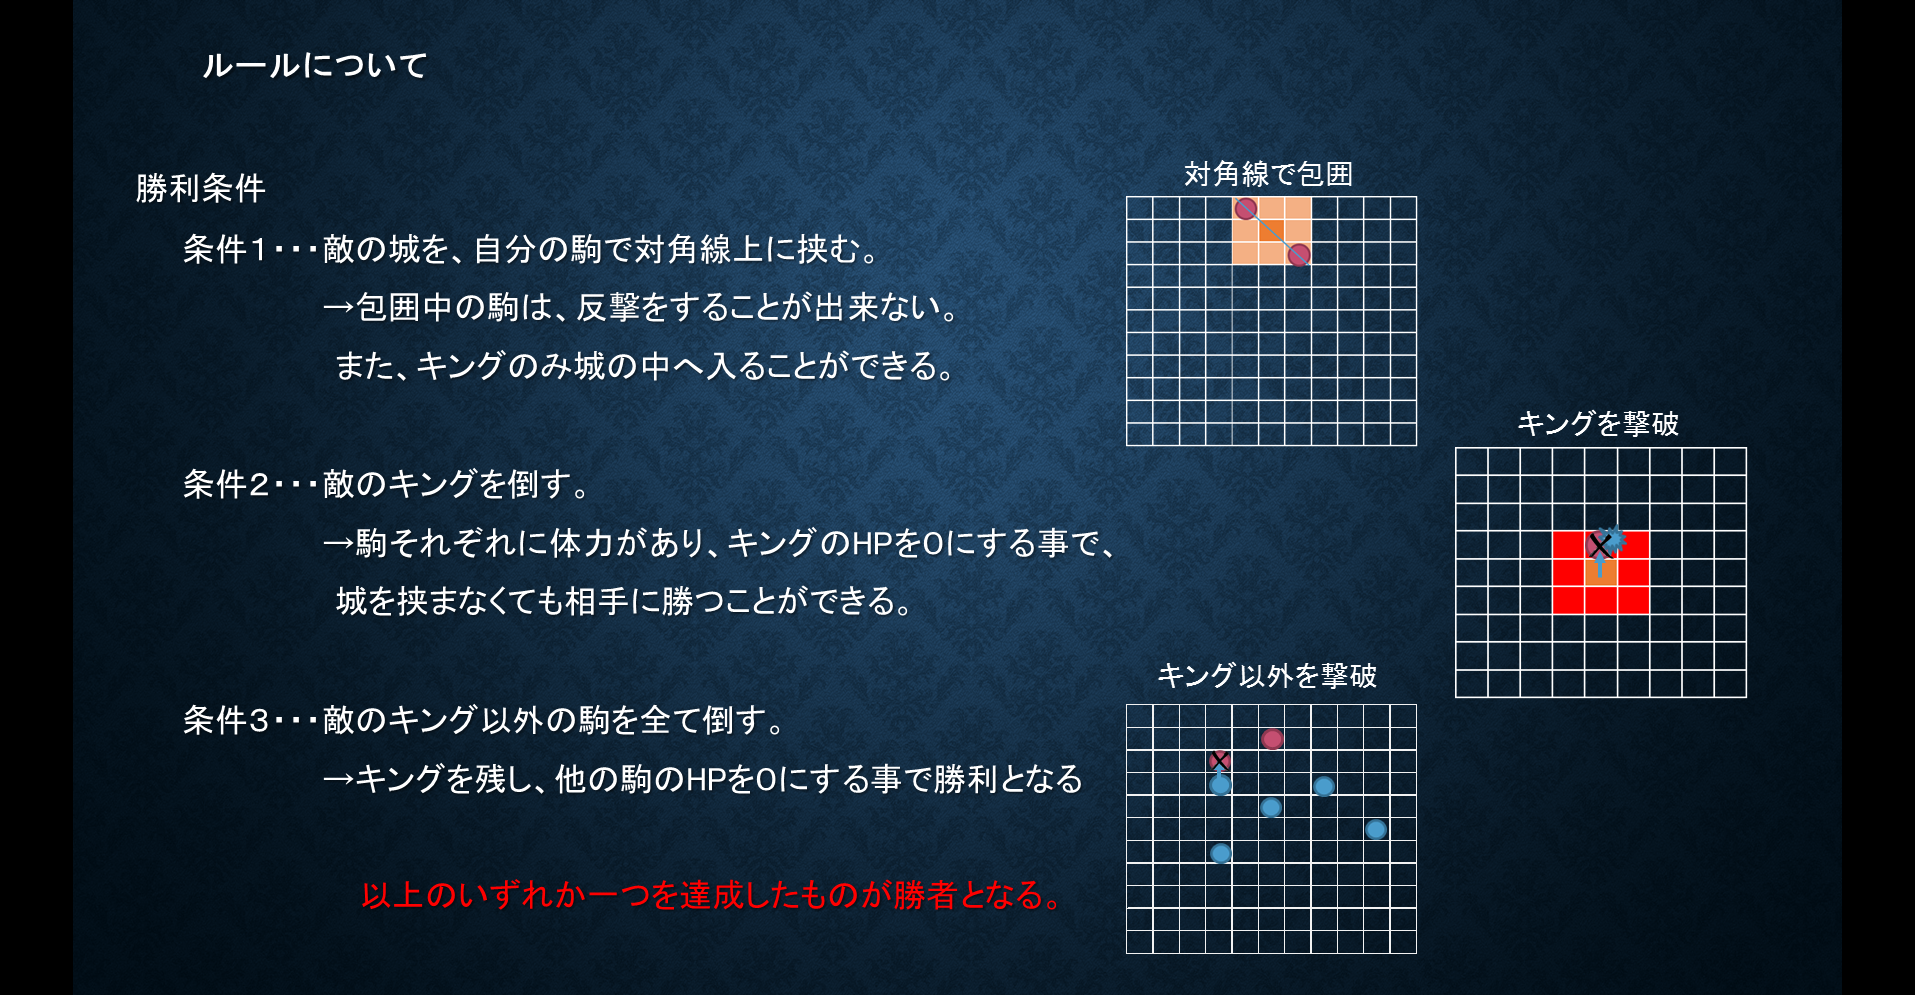 ルールについて
勝利条件
条件１・・・敵の城を、自分の駒で対角線上に挟む。
→包囲中の駒は、反撃をすることが出来ない。
また、キングのみ城の中へ入ることができる。
条件２・・・敵のキングを倒す。
→駒それぞれに体力があり、キングのHPを0にする事で、
城を挟まなくても相手に勝つことができる。
条件３・・・敵のキング以外の駒を全て倒す。
→キングを残し、他の駒のHPを0にする事で勝利となる
以上のいずれか一つを達成したものが勝者となる。
対角線で包囲
キングを撃破
キング以外を撃破